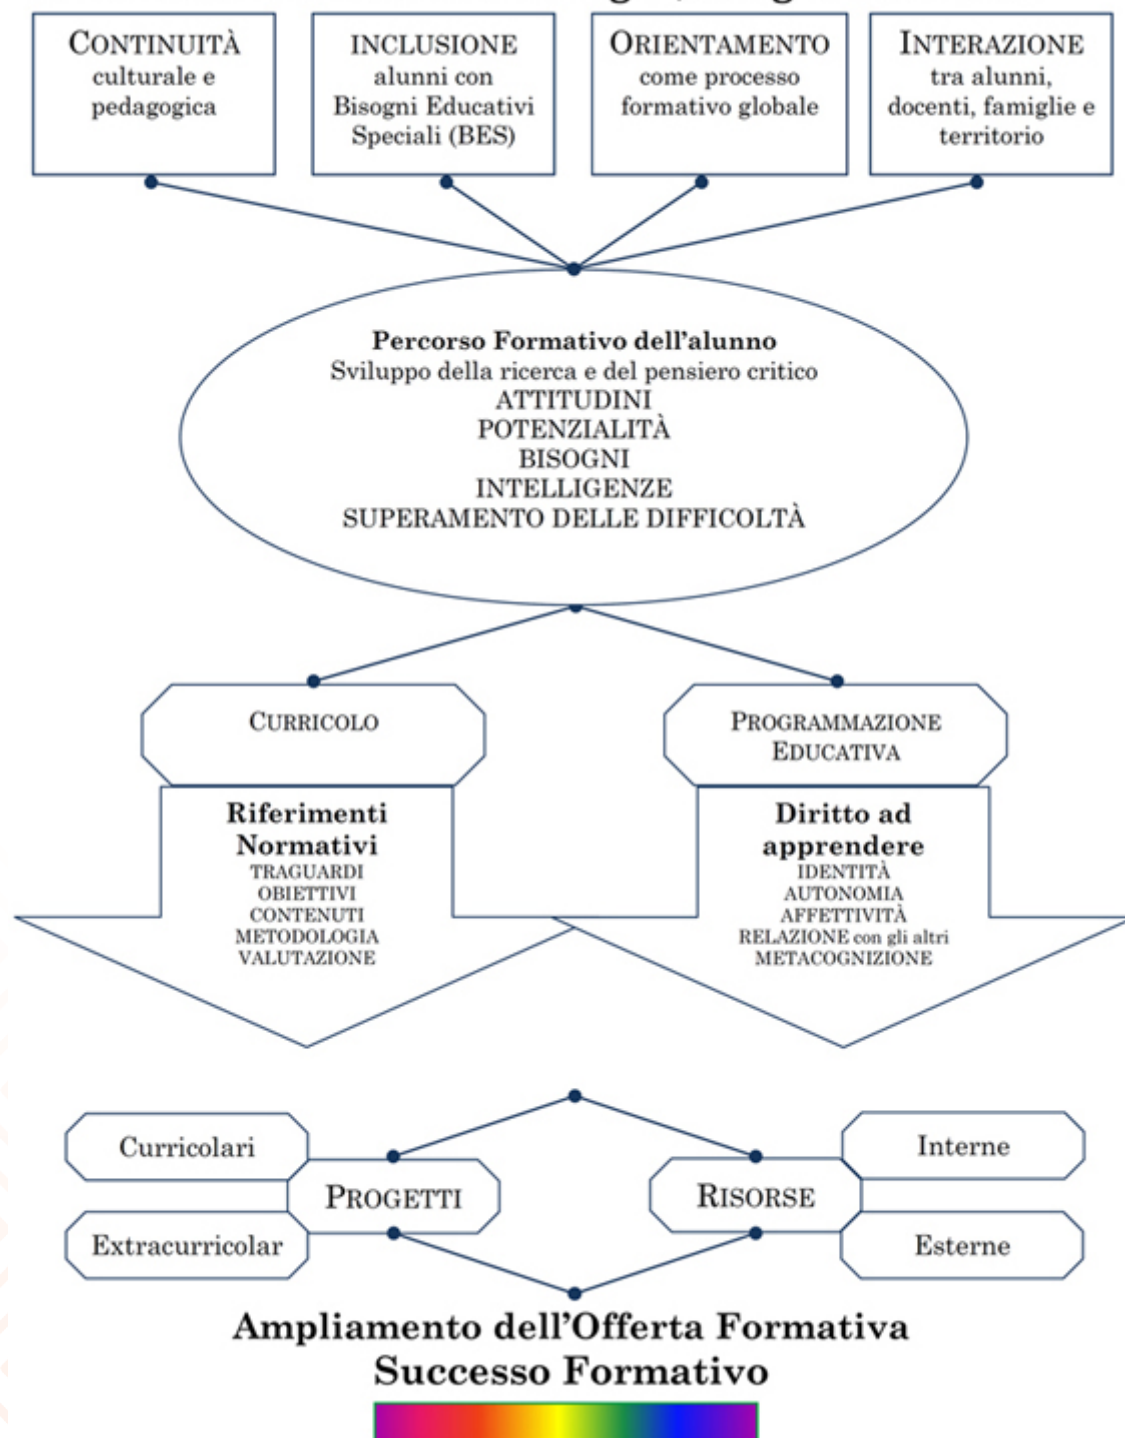 CONTINUITÀ
culturale e
pedagogica
INCLUSIONE
alunni con
Bisogni Educativi
Speciali (BES)
ORIENTAMENTO
come processo
formativo globale
INTERAZIONE
tra alunni,
docenti, famiglie e
territorio
Percorso Formativo dell'alunno
Sviluppo della ricerca e del pensiero critico
ATTITUDINI
POTENZIALITÀ
BISOGNI
INTELLIGENZE
SUPERAMENTO DELLE DIFFICOLTÀ
CURRICOLO
PROGRAMMAZIONE
EDUCATIVA
Riferimenti
Normativi
TRAGUARDI
OBIETTIVI
CONTENUTI
METODOLOGIA
VALUTAZIONE
Diritto ad
apprendere
IDENTITÀ
AUTONOMIA
AFFETTIVITÀ
RELAZIONE con gli altri
METACOGNIZIONE
Curricolari
Extracurricolar
PROGETTI
RISORSE
Interne
Esterne
Ampliamento dell'Offerta Formativa
Successo Formativo